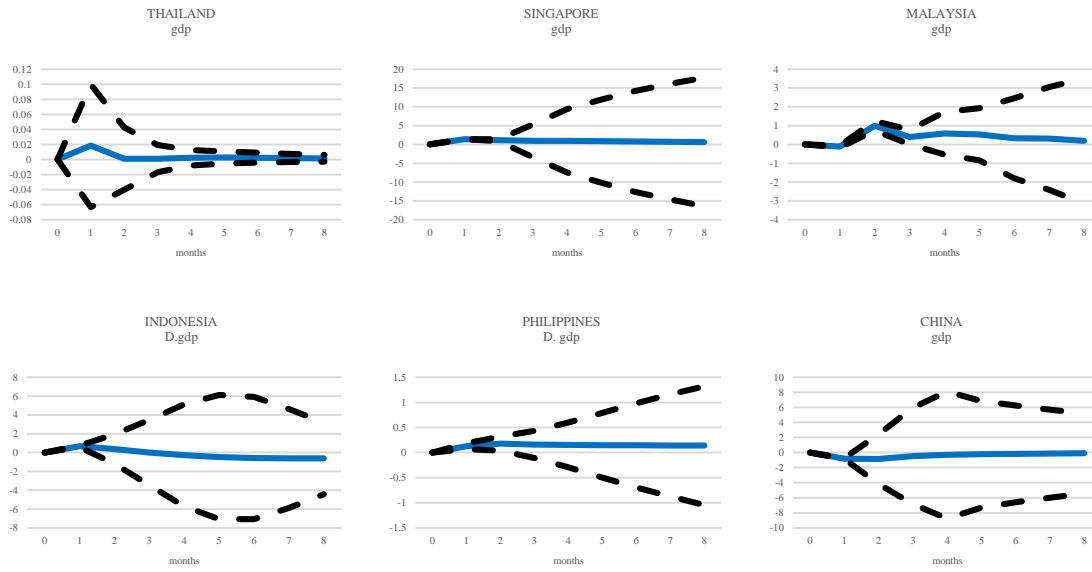 THAILAND
gdp
0.12
0.1
0.08
0.06
0.04
0.02
0
-0.02
-0.04
-0.06
-0.08
0 1 2 3 4 5 6 7 8
months
SINGAPORE
gdp
20
15
10
5
0
-5
-10
-15
-20
0 1 2 3 4 5 6 7 8
months
MALAYSIA
gdp
4
3
2
1
0
-1
-2
-3
-4
0 1 2 3 4 5 6 7 8
months
INDONESIA
D.gdp
8
6
4
2
0
-2
-4
-6
-8
0 1 2 3 4 5 6 7 8
months
PHILIPPINES
D. gdp
1.5
1
0.5
0
-0.5
-1
-1.5
0 1 2 3 4 5 6 7 8
months
CHINA
gdp
10
8
6
4
2
0
-2
-4
-6
-8
-10
0 1 2 3 4 5 6 7 8
months